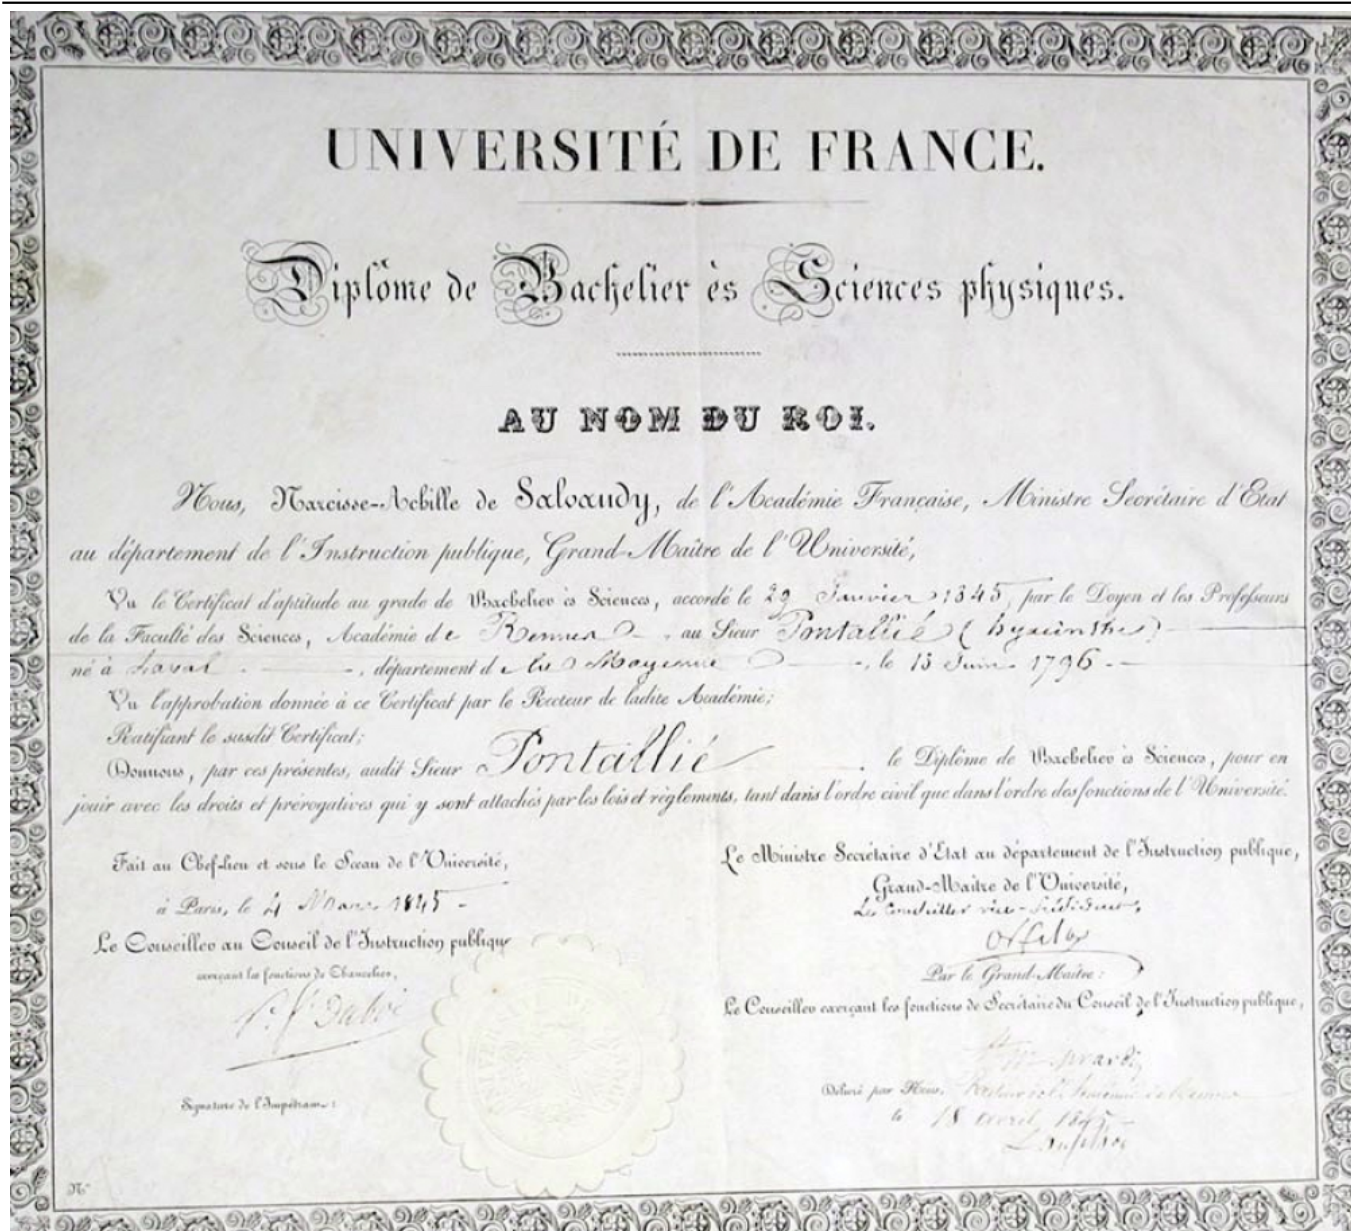 UNIVERSITÉ DE FRANCE.
Diplôme de Bachelier ès Sciences physiques.
AU NOM DU ROI.
Nous, Narcisse-Achille de Salvandy, de l'Académie Française, Ministre Secrétaire d'Etat
au département de l'Instruction publique, Grand-Maître de l'Université,
Vu le Certificat d'aptitude au grade de Bachelier ès Sciences, accordé le 29 Janvier 1845, par le Doyen et les Professeurs
de la Faculté des Sciences, Académie de Rennes, au Sieur Pontallié (hyacinthe)
né à Laval, département de la Mayenne, le 13 Juin 1796.
Vu l'approbation donnée à ce Certificat par le Recteur de ladite Académie;
Ratifiant le susdit Certificat;
Donnons, par ces présentes, audit Sieur Pontallié le Diplôme de Bachelier ès Sciences, pour en
jouir avec les droits et prérogatives qui y sont attachés par les lois et règlements, tant dans l'ordre civil que dans l'ordre des fonctions de l'Université.
Fait au Chef-lieu et sous le Sceau de l'Université,
à Paris, le 4 Mars 1845
Le Conseiller au Conseil de l'Instruction publique
exerçant les fonctions de Chancelier,
Signature de l'Impétrant:
Le Ministre Secrétaire d'Etat au département de l'Instruction publique,
Grand-Maître de l'Université,
Le Conseiller vice-président,
Orfila
Par le Grand-Maître:
Le Conseiller exerçant les fonctions de Secrétaire du Conseil de l'Instruction publique,
Délivré par Nous, Recteur de l'Académie de Rennes
le 18 avril 1845
N°